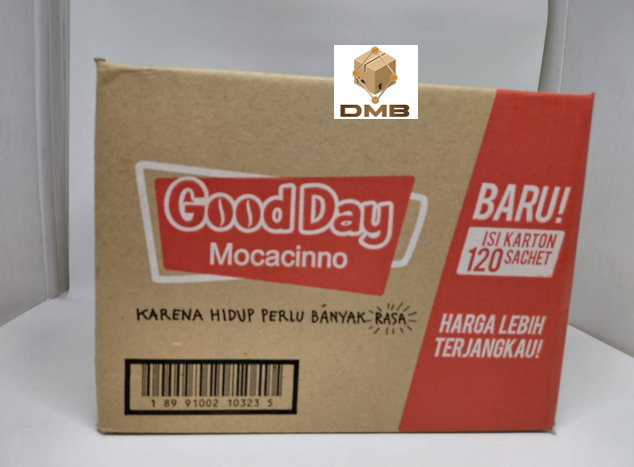 DMB
Good Day
Mocacinno
KARENA HIDUP PERLU BANYAK RASA
BARU!
ISI KARTON
120 SACHET
HARGA LEBIH
TERJANGKAU!
1 89 91002 10323 5